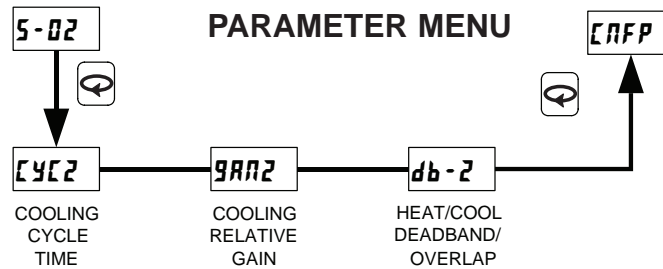 PARAMETER MENU
5-02
CNFP
CYC2
gAN2
db-2
COOLING
CYCLE
TIME
COOLING
RELATIVE
GAIN
HEAT/COOL
DEADBAND/
OVERLAP